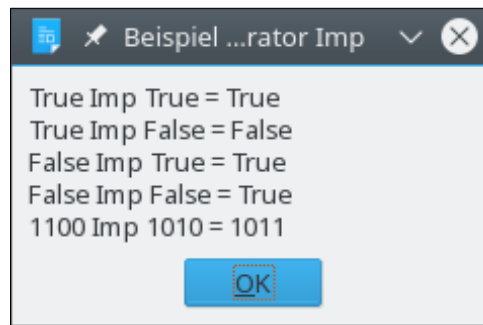 Beispiel ...rator Imp
True Imp True = True
True Imp False = False
False Imp True = True
False Imp False = True
1100 Imp 1010 = 1011
OK